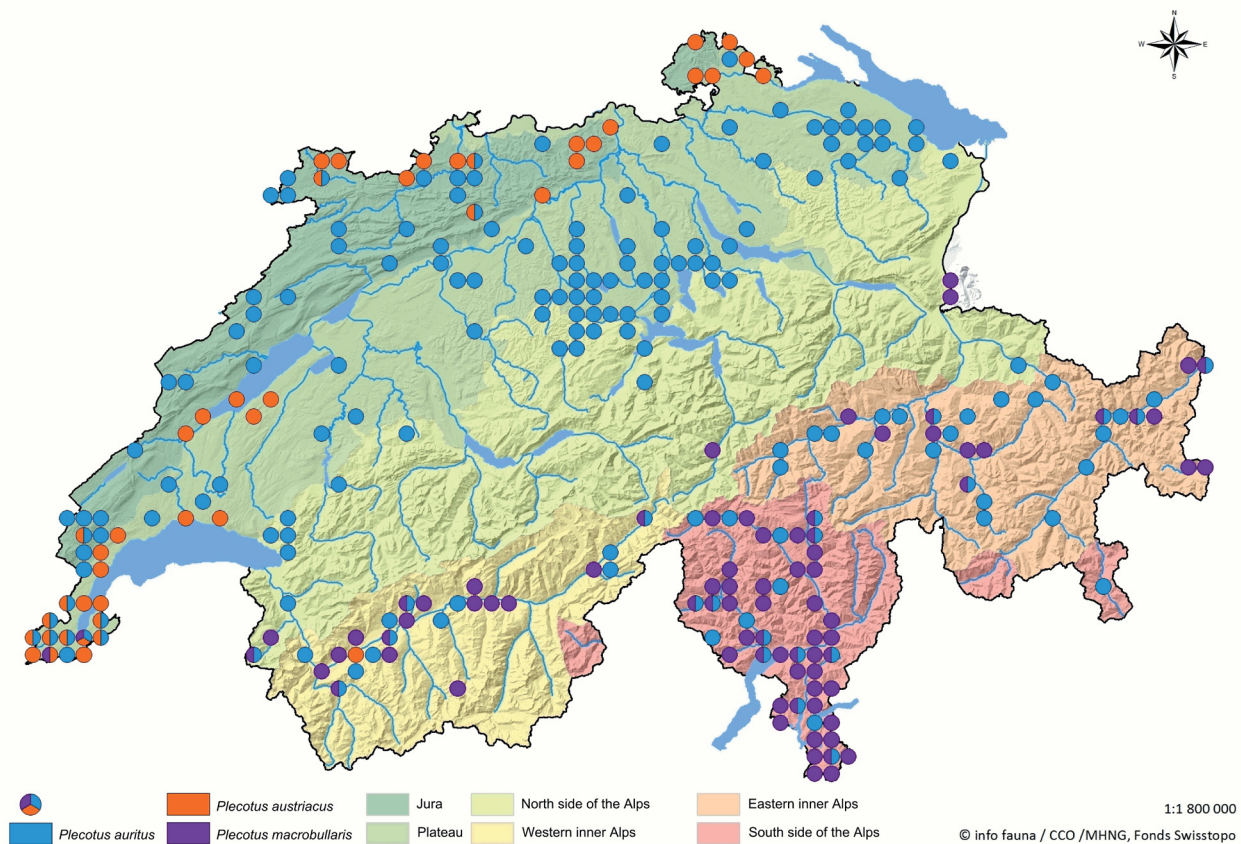 N
W E
S
Plecotus austriacus Jura North side of the Alps Eastern inner Alps
Plecotus auritus Plecotus macrobullaris Plateau Western inner Alps South side of the Alps
1:1 800 000
© info fauna / CCO /MHNG, Fonds Swisstopo